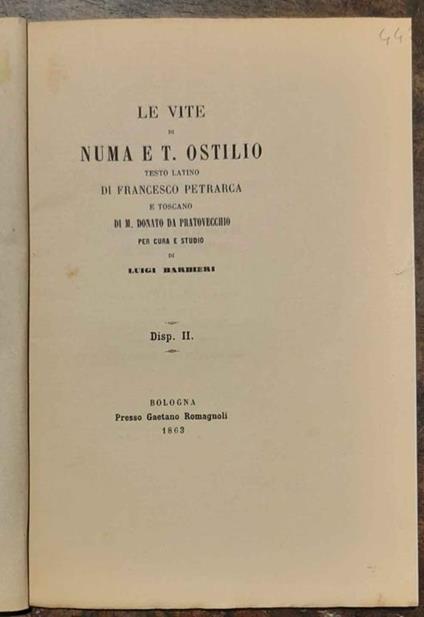 44
LE VITE
DI
NUMA E T. OSTILIO
TESTO LATINO
DI FRANCESCO PETRARCA
E TOSCANO
DI M. DONATO DA PRATOVECCHIO
PER CURA E STUDIO
DI
LUIGI BARBIERI
Disp. II.
BOLOGNA
Presso Gaetano Romagnoli
1863